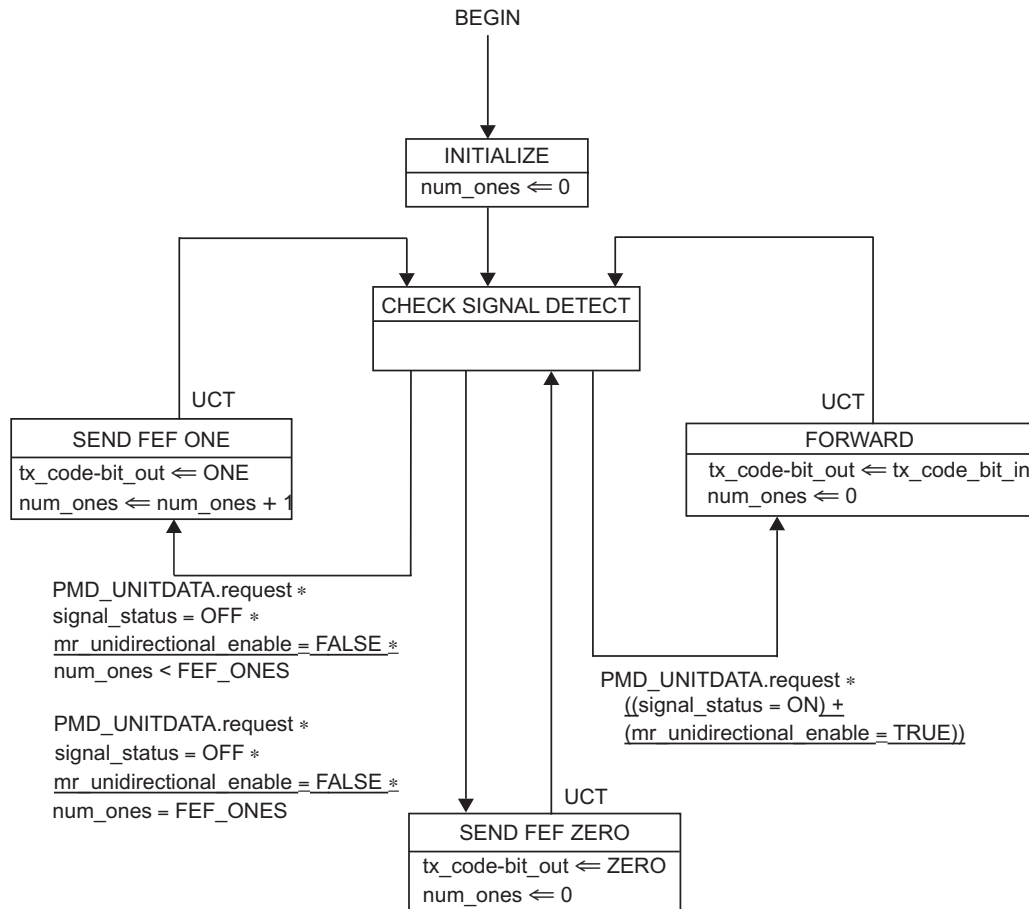 BEGIN
INITIALIZE
num_ones ⇐ 0
CHECK SIGNAL DETECT
UCT
SEND FEF ONE
tx_code-bit_out ⇐ ONE
num_ones ⇐ num_ones + 1
UCT
FORWARD
tx_code-bit_out ⇐ tx_code_bit_in
num_ones ⇐ 0
PMD_UNITDATA.request *
signal_status = OFF *
mr_unidirectional_enable = FALSE *
num_ones < FEF_ONES
PMD_UNITDATA.request *
((signal_status = ON) +
(mr_unidirectional_enable = TRUE))
PMD_UNITDATA.request *
signal_status = OFF *
mr_unidirectional_enable = FALSE *
num_ones = FEF_ONES
UCT
SEND FEF ZERO
tx_code-bit_out ⇐ ZERO
num_ones ⇐ 0